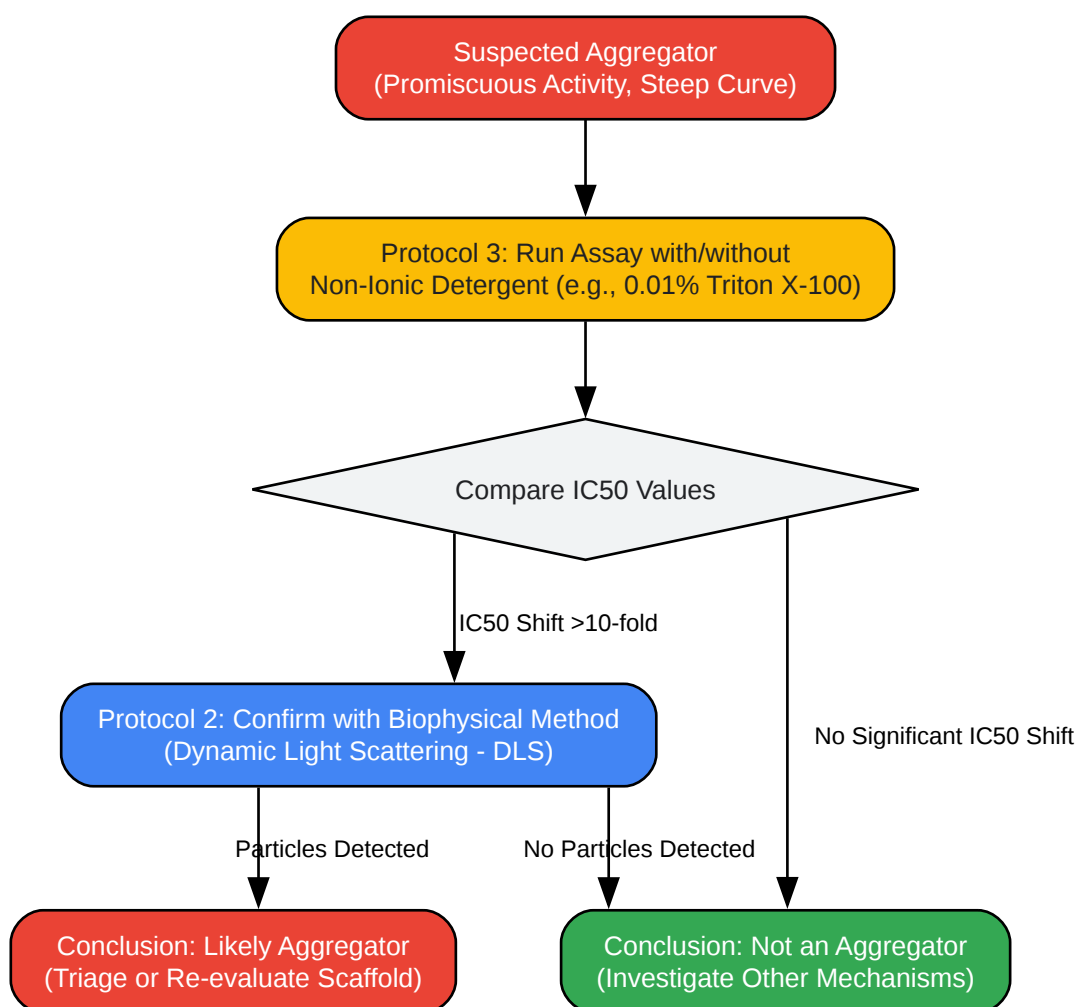 Suspected Aggregator
(Promiscuous Activity, Steep Curve)
Protocol 3: Run Assay with/without
Non-Ionic Detergent (e.g., 0.01% Triton X-100)
Compare IC50 Values
IC50 Shift >10-fold
Protocol 2: Confirm with Biophysical Method
(Dynamic Light Scattering - DLS)
No Significant IC50 Shift
Particles Detected
No Particles Detected
Conclusion: Likely Aggregator
(Triage or Re-evaluate Scaffold)
Conclusion: Not an Aggregator
(Investigate Other Mechanisms)